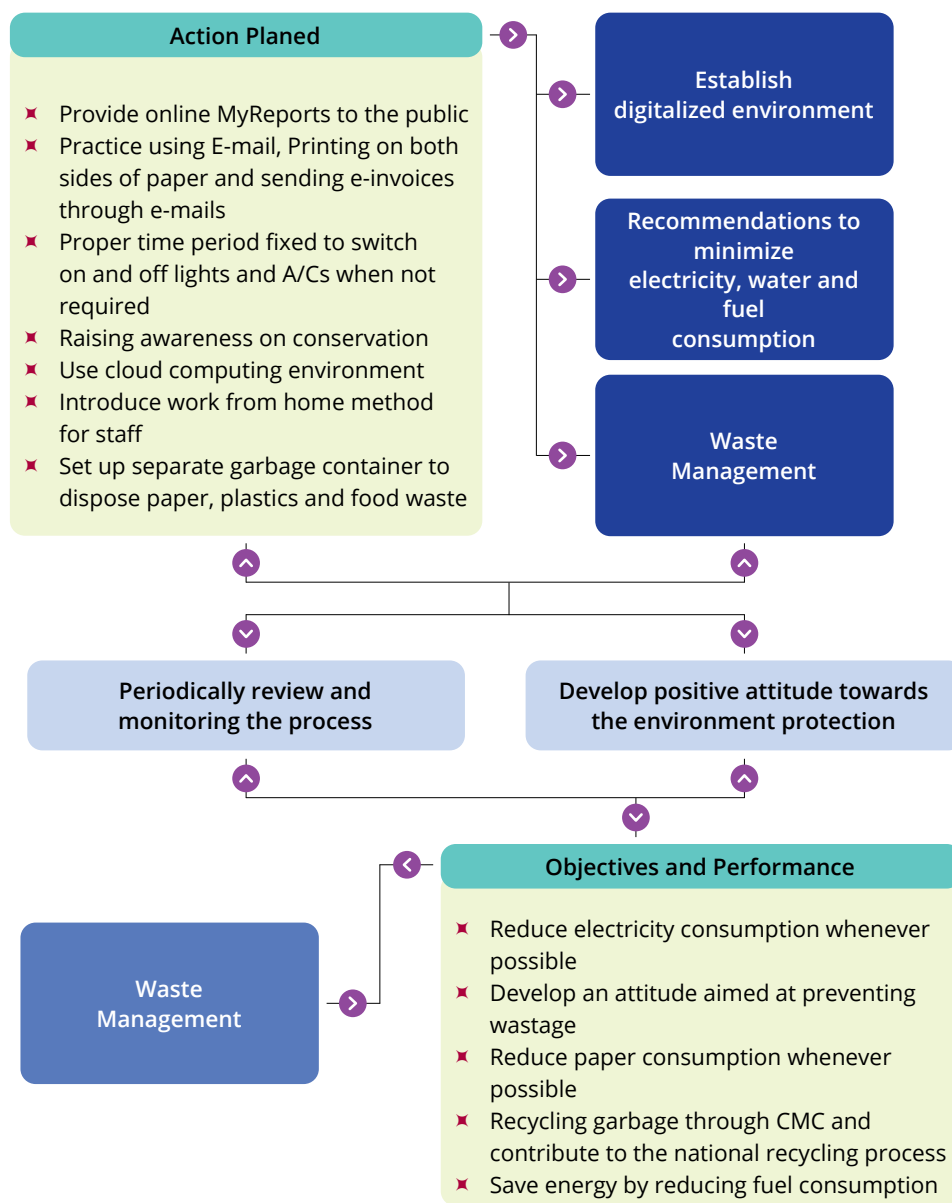 Action Planed
Provide online MyReports to the public
Practice using E-mail, Printing on both
sides of paper and sending e-invoices
through e-mails
Proper time period fixed to switch
on and off lights and A/Cs when not
required
Raising awareness on conservation
Use cloud computing environment
Introduce work from home method
for staff
Set up separate garbage container to
dispose paper, plastics and food waste
Establish
digitalized environment
Recommendations to
minimize
electricity, water and
fuel
consumption
Waste
Management
Periodically review and
monitoring the process
Develop positive attitude towards
the environment protection
Waste
Management
Objectives and Performance
Reduce electricity consumption whenever
possible
Develop an attitude aimed at preventing
wastage
Reduce paper consumption whenever
possible
Recycling garbage through CMC and
contribute to the national recycling process
Save energy by reducing fuel consumption